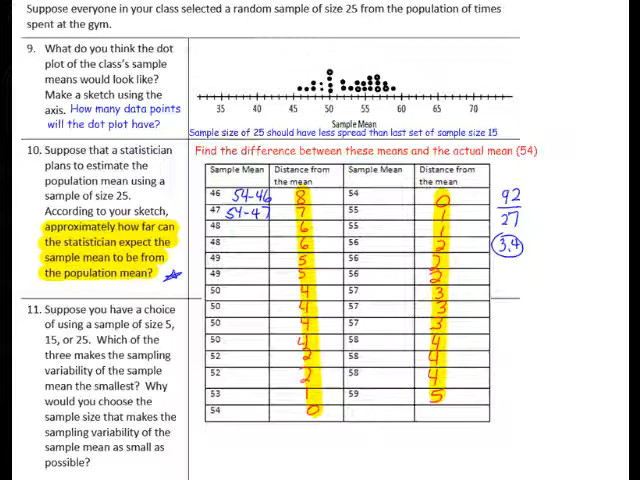 Suppose everyone in your class selected a random sample of size 25 from the population of times
spent at the gym.
9. What do you think the dot
plot of the class's sample
means would look like?
Make a sketch using the
axis. How many data points
will the dot plot have?
35 40 45 50 55 60 65 70
Sample Mean
Sample size of 25 should have less spread than last set of sample size 15
10. Suppose that a statistician
plans to estimate the
population mean using a
sample of size 25.
According to your sketch,
approximately how far can
the statistician expect the
sample mean to be from
the population mean?
Find the difference between these means and the actual mean (54)
Sample Mean Distance from the mean Sample Mean Distance from the mean
46 54-46 8 54 0
47 54-47 7 55 1
48 6 55 1
48 6 56 2
49 5 56 2
49 5 56 2
50 4 57 3
50 4 57 3
50 4 57 3
50 4 58 4
52 2 58 4
52 2 58 4
53 1 59 5
54 0
92
27
3.4
11. Suppose you have a choice
of using a sample of size 5,
15, or 25. Which of the
three makes the sampling
variability of the sample
mean the smallest? Why
would you choose the
sample size that makes the
sampling variability of the
sample mean as small as
possible?